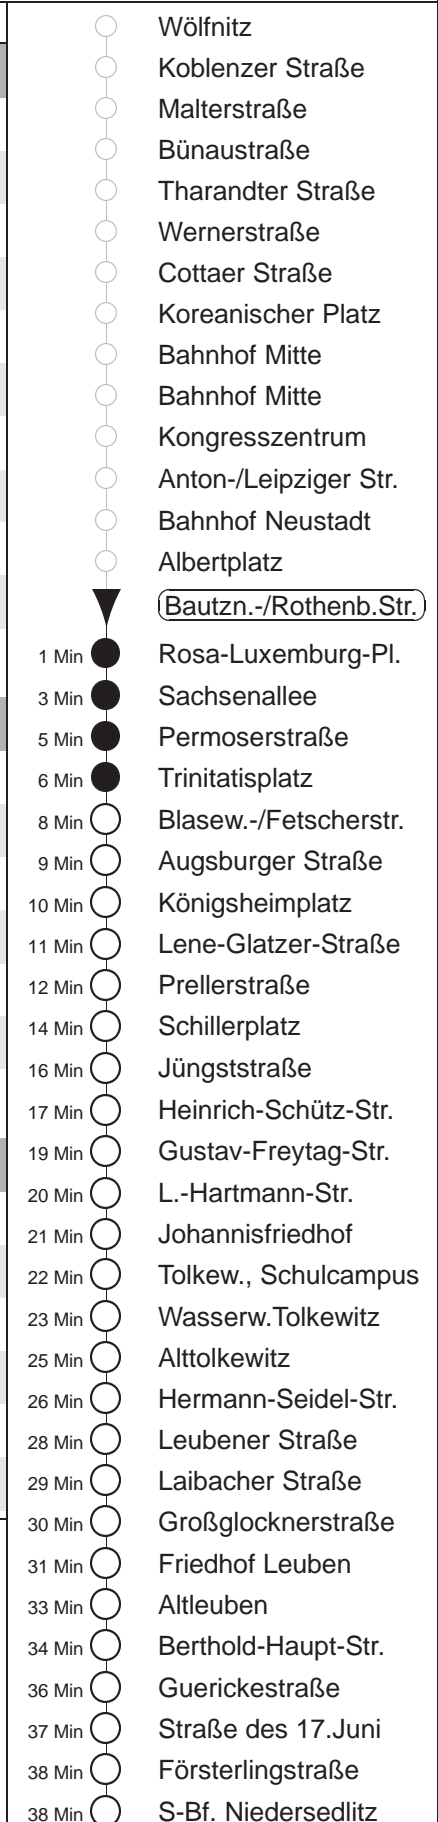 Wölfnitz
Koblenzer Straße
Malterstraße
Bünaustraße
Tharandter Straße
Wernerstraße
Cottaer Straße
Koreanischer Platz
Bahnhof Mitte
Bahnhof Mitte
Kongresszentrum
Anton-/Leipziger Str.
Bahnhof Neustadt
Albertplatz
Bautzn.-/Rothenb.Str.
1 Min Rosa-Luxemburg-Pl.
3 Min Sachsenallee
5 Min Permoserstraße
6 Min Trinitatisplatz
8 Min Blasew.-/Fetscherstr.
9 Min Augsburger Straße
10 Min Königsheimplatz
11 Min Lene-Glatzer-Straße
12 Min Prellerstraße
14 Min Schillerplatz
16 Min Jüngststraße
17 Min Heinrich-Schütz-Str.
19 Min Gustav-Freytag-Str.
20 Min L.-Hartmann-Str.
21 Min Johannisfriedhof
22 Min Tolkew., Schulcampus
23 Min Wasserw.Tolkewitz
25 Min Alttolkewitz
26 Min Hermann-Seidel-Str.
28 Min Leubener Straße
29 Min Laibacher Straße
30 Min Großglocknerstraße
31 Min Friedhof Leuben
33 Min Altleuben
34 Min Berthold-Haupt-Str.
36 Min Guerickestraße
37 Min Straße des 17.Juni
38 Min Försterlingstraße
38 Min S-Bf. Niedersedlitz